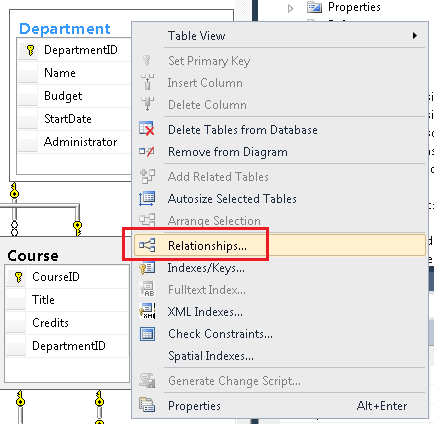 Department
DepartmentID
Name
Budget
StartDate
Administrator
Course
CourseID
Title
Credits
DepartmentID
Properties
Table View
Set Primary Key
Insert Column
Delete Column
Delete Tables from Database
Remove from Diagram
Add Related Tables
Autosize Selected Tables
Arrange Selection
Relationships...
Indexes/Keys...
Fulltext Index...
XML Indexes...
Check Constraints...
Spatial Indexes...
Generate Change Script...
Properties Alt+Enter